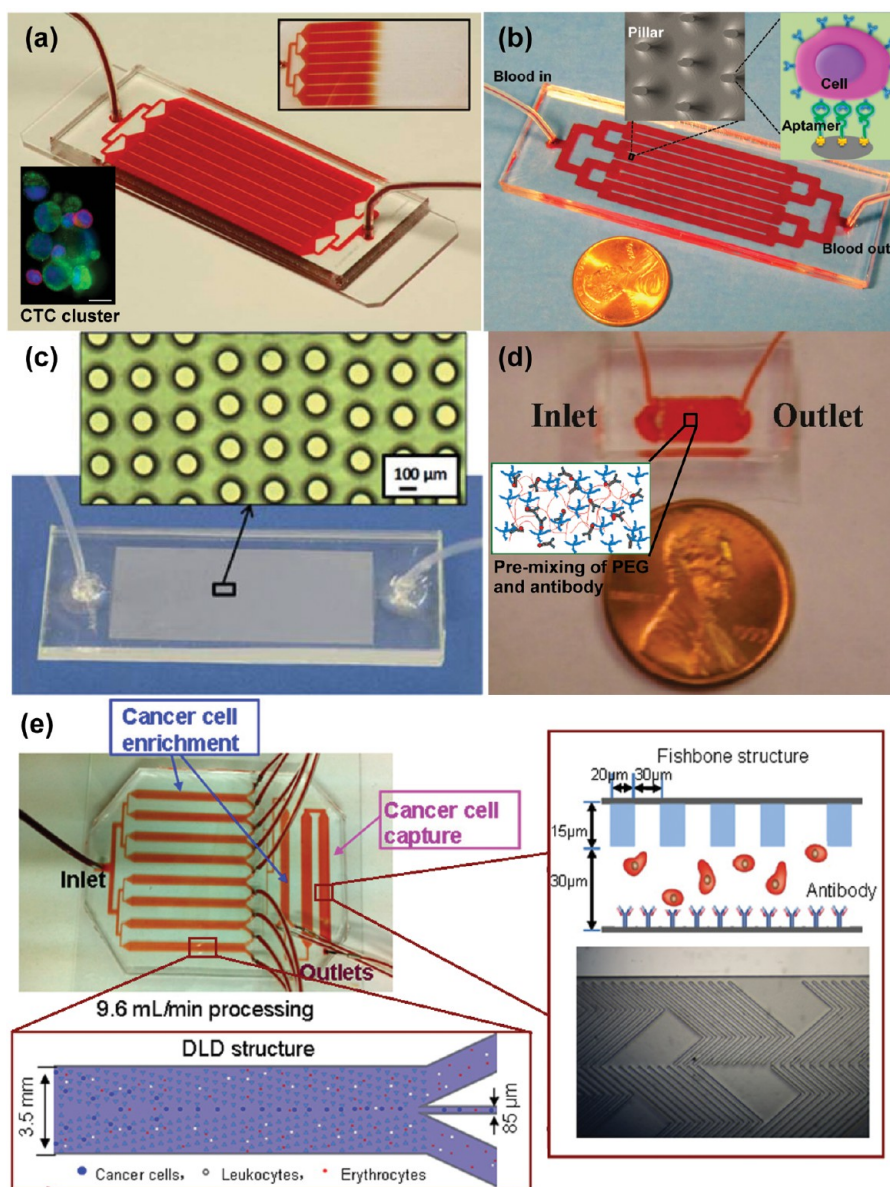 (a)
CTC cluster
(b)
Pillar
Blood in
Cell
Aptamer
Blood out
(c)
100 µm
(d)
Inlet
Outlet
Pre-mixing of PEG
and antibody
(e)
Cancer cell
enrichment
Cancer cell
capture
Inlet
Outlets
9.6 mL/min processing
Fishbone structure
20µm 30µm
15µm
30µm
Antibody
DLD structure
3.5 mm
85 µm
Cancer cells, Leukocytes, Erythrocytes